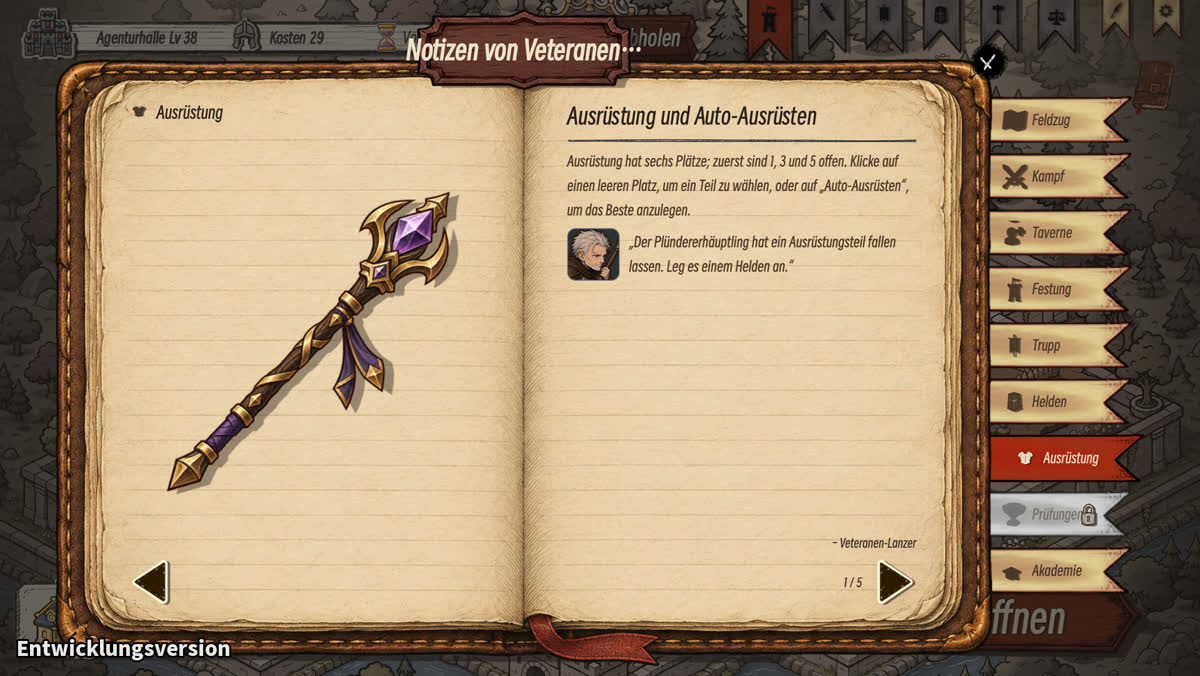 Agenturhalle Lv 38
Kosten 29
Notizen von Veteranen…
Ausrüstung
Ausrüstung und Auto-Ausrüsten
Ausrüstung hat sechs Plätze; zuerst sind 1, 3 und 5 offen. Klicke auf
einen leeren Platz, um ein Teil zu wählen, oder auf „Auto-Ausrüsten“,
um das Beste anzulegen.
„Der Plündererhäuptling hat ein Ausrüstungsteil fallen
lassen. Leg es einem Helden an.“
– Veteranen-Lanzer
1 / 5
Feldzug
Kampf
Taverne
Festung
Trupp
Helden
Ausrüstung
Prüfungen
Akademie
Entwicklungsversion